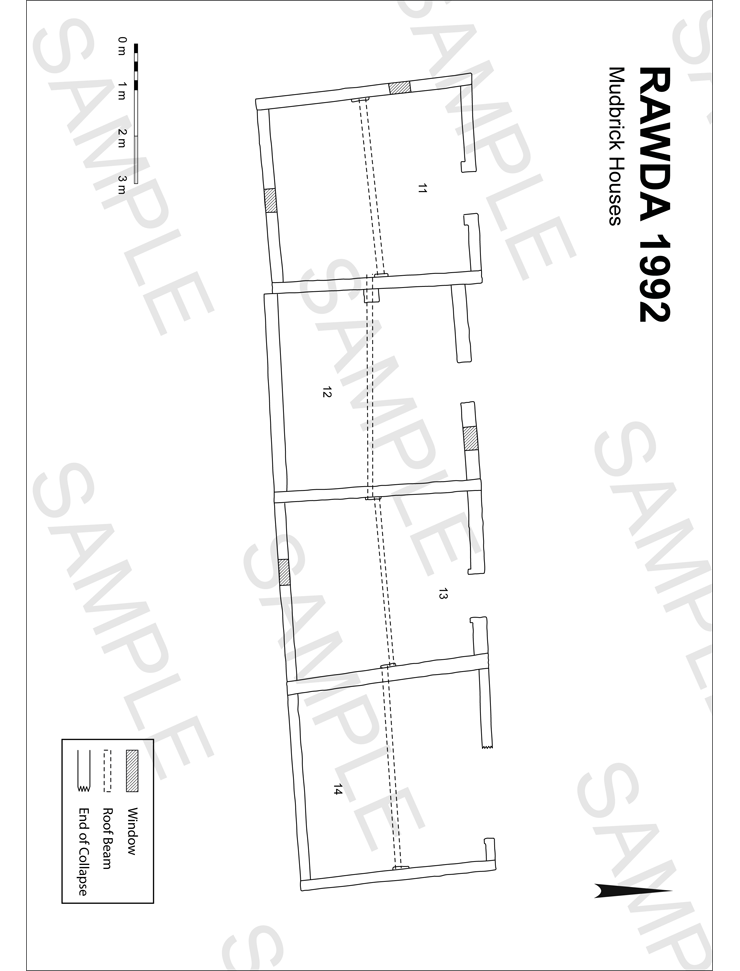 RAWDA 1992
Mudbrick Houses
0 m
1 m
2 m
3 m
11
12
13
14
Window
Roof Beam
End of Collapse
SAMPLE
SAMPLE
SAMPLE
SAMPLE
SAMPLE
SAMPLE
SAMPLE
SA
S